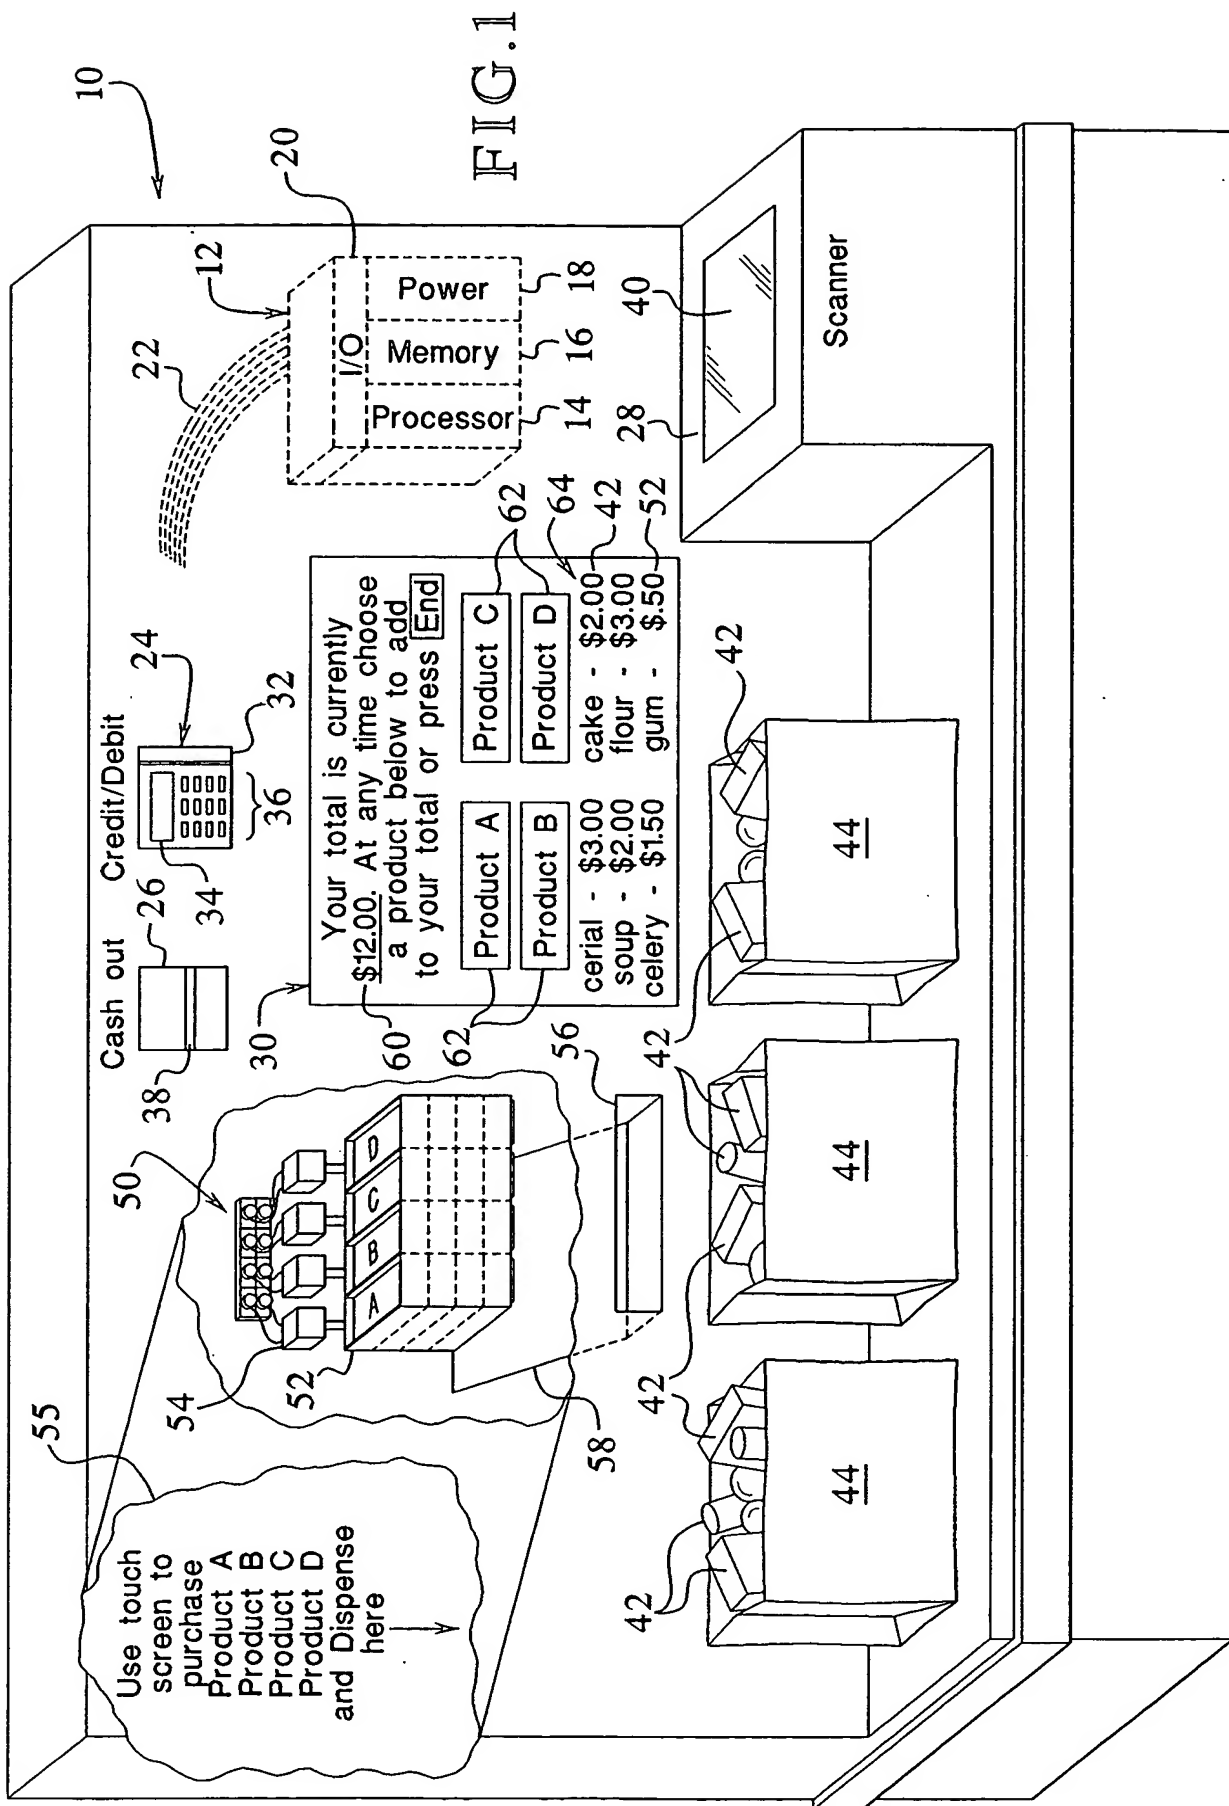 FIG.1
10
55
Use touch
screen to
purchase
Product A
Product B
Product C
Product D
and Dispense
here
50
54
52
58
56
A
B
C
D
Cash out
26
38
Credit/Debit
24
34
32
36
22
12
20
I/O
Processor
Memory
Power
14
16
18
30
60
Your total is currently
$12.00. At any time choose
a product below to add
to your total or press End
Product A
Product C
Product B
Product D
62
62
64
cerial - $3.00
cake - $2.00
soup - $2.00
flour - $3.00
celery - $1.50
gum - $.50
42
52
28
40
Scanner
42
42
42
42
44
44
44